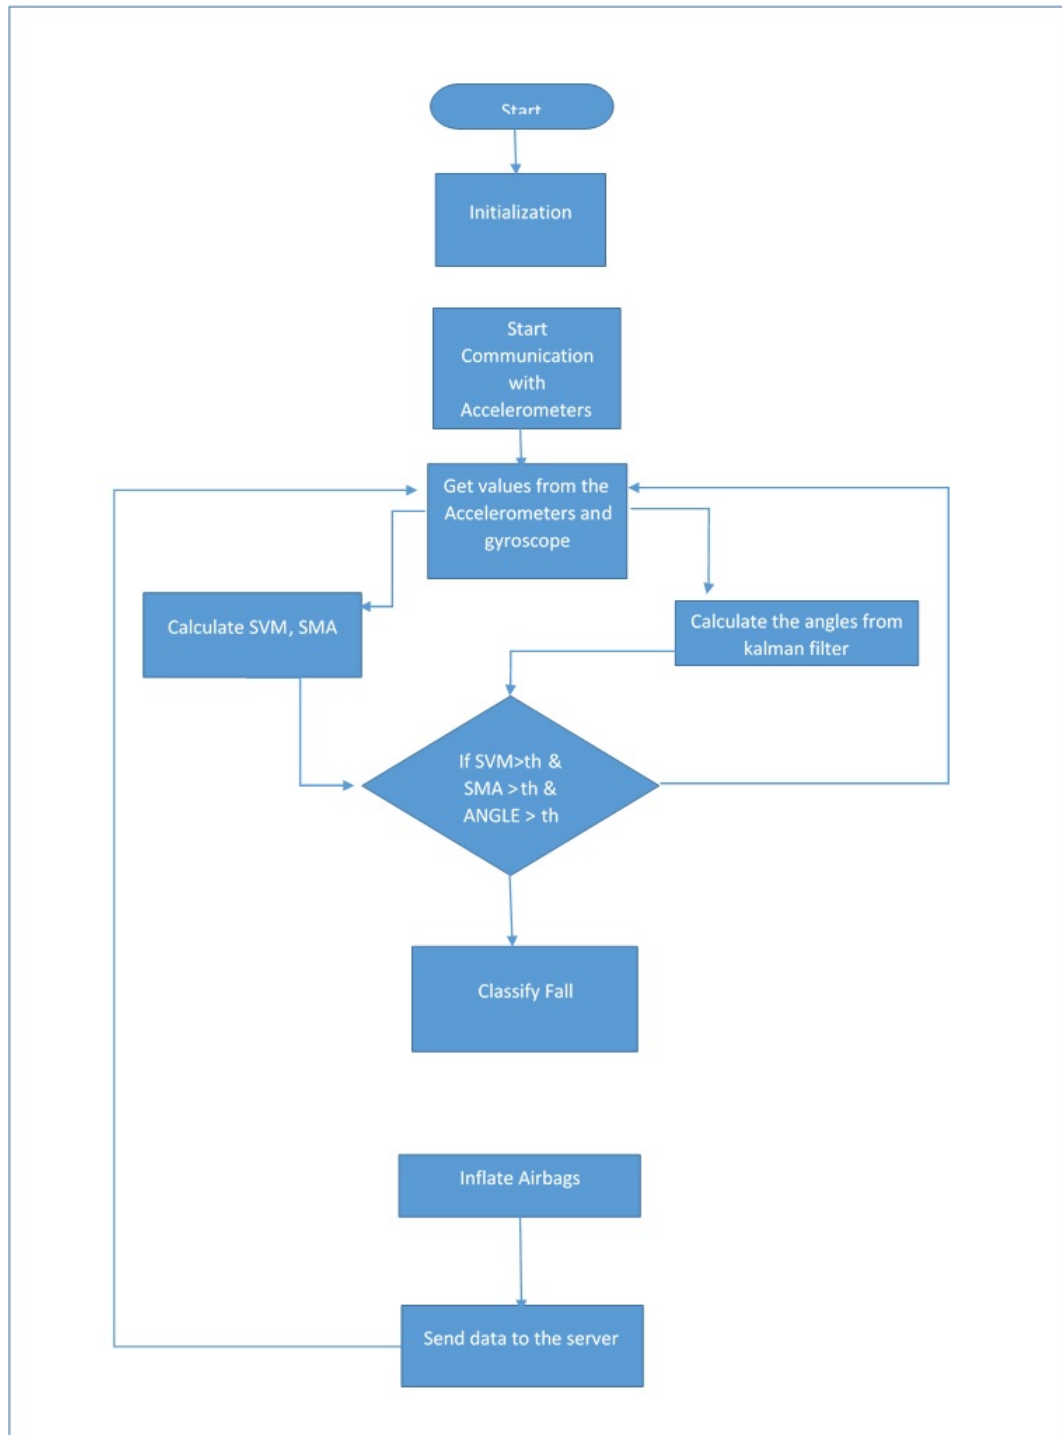 Start
Initialization
Start
Communication
with
Accelerometers
Get values from the
Accelerometers and
gyroscope
Calculate SVM, SMA
Calculate the angles from
kalman filter
If SVM>th &
SMA >th &
ANGLE > th
Classify Fall
Inflate Airbags
Send data to the server